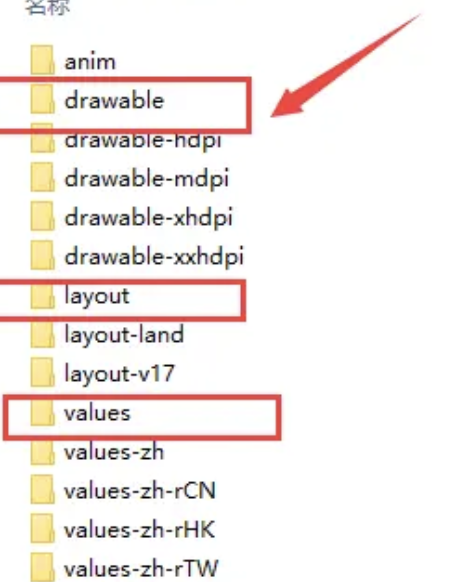 名称
anim
drawable
drawable-hdpi
drawable-mdpi
drawable-xhdpi
drawable-xxhdpi
layout
layout-land
layout-v17
values
values-zh
values-zh-rCN
values-zh-rHK
values-zh-rTW